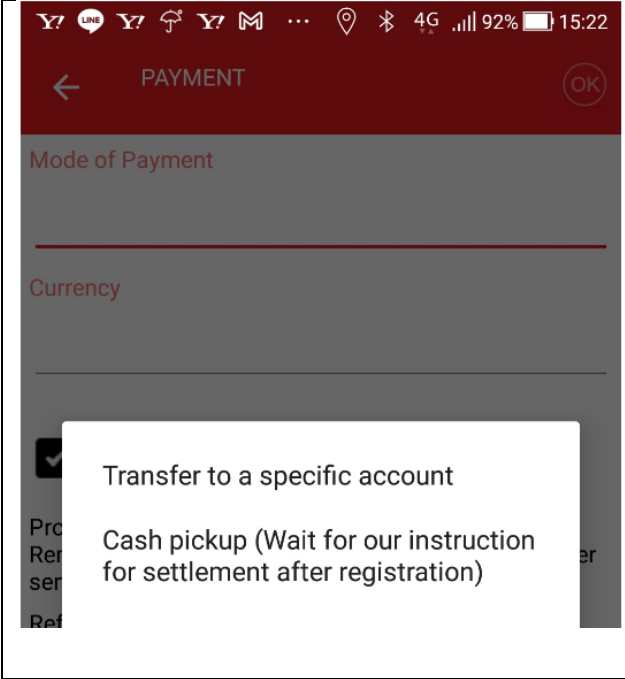 Y! LINE Y! Y! M ... 4G 92% 15:22
PAYMENT OK
Mode of Payment
Currency
Transfer to a specific account
Cash pickup (Wait for our instruction
for settlement after registration)